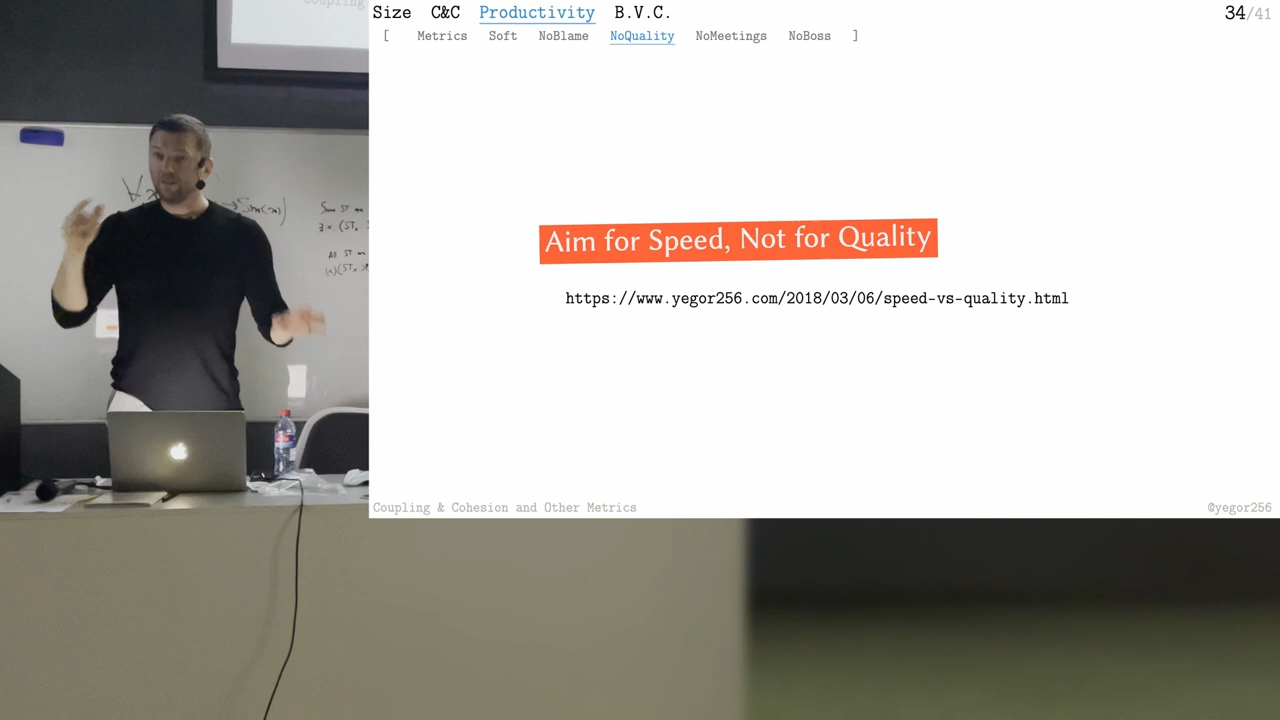 Coupling
Size C&C Productivity B.V.C. 34/41
[ Metrics Soft NoBlame NoQuality NoMeetings NoBoss ]
Aim for Speed, Not for Quality
https://www.yegor256.com/2018/03/06/speed-vs-quality.html
Coupling & Cohesion and Other Metrics @yegor256